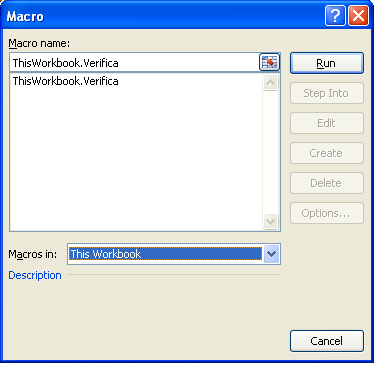 Macro
Macro name:
ThisWorkbook.Verifica
Run
ThisWorkbook.Verifica
Step Into
Edit
Create
Delete
Options...
Macros in:
This Workbook
Description
Cancel